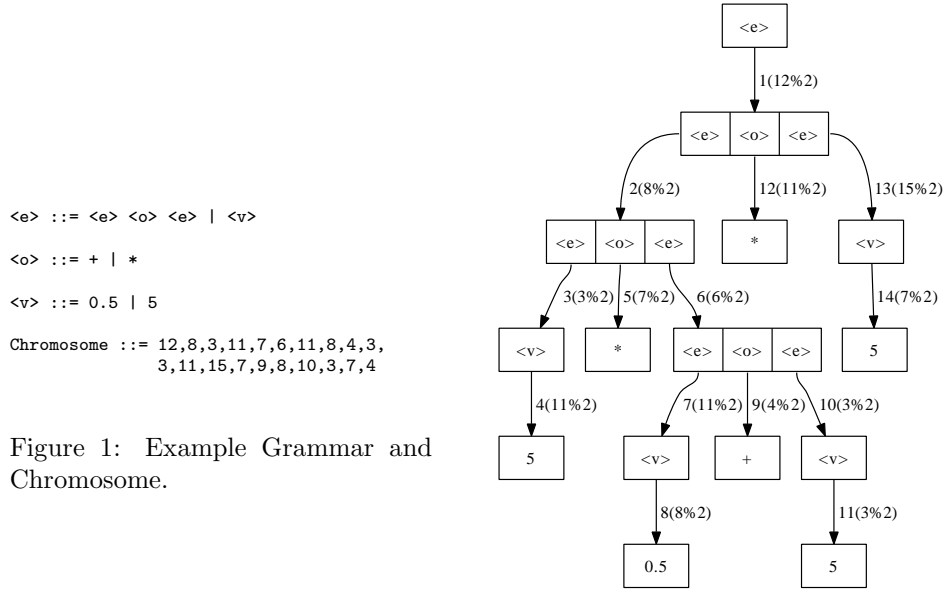 <e> ::= <e> <o> <e> | <v>
<o> ::= + | *
<v> ::= 0.5 | 5
Chromosome ::= 12,8,3,11,7,6,11,8,4,3,
3,11,15,7,9,8,10,3,7,4
Figure 1: Example Grammar and
Chromosome.
<e>
1(12%2)
<e> <o> <e>
2(8%2) 12(11%2) 13(15%2)
<e> <o> <e> * <v>
3(3%2) 5(7%2) 6(6%2) 14(7%2)
<v> * <e> <o> <e> 5
4(11%2) 7(11%2) 9(4%2) 10(3%2)
5 <v> + <v>
8(8%2) 11(3%2)
0.5 5